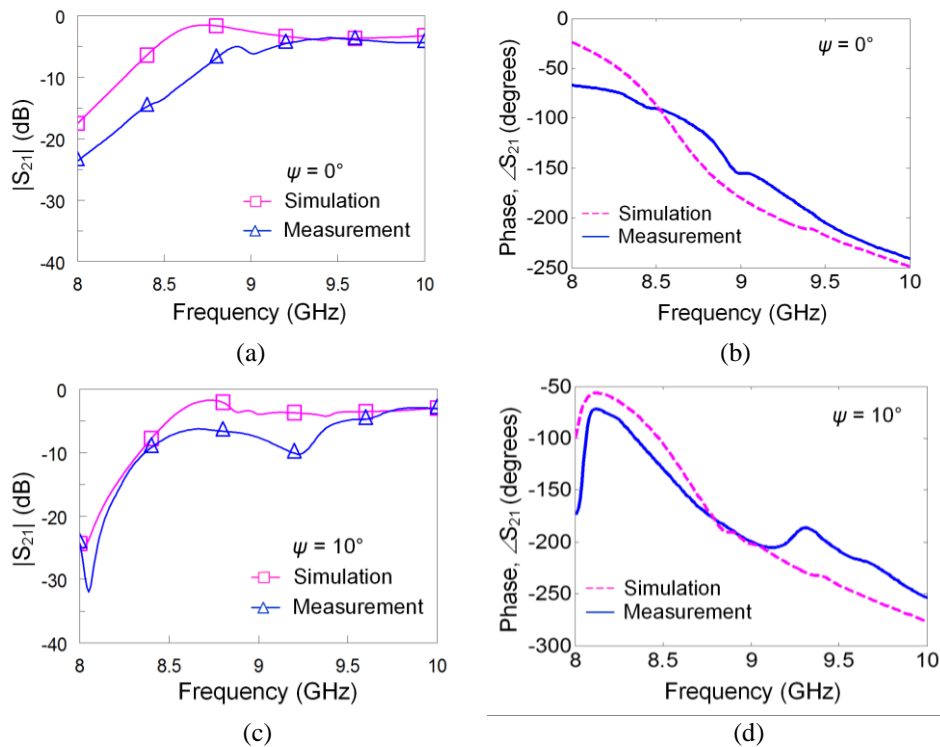 0
-10
-20
-30
-40
|S21| (dB)
ψ = 0°
Simulation
Measurement
8 8.5 9 9.5 10
Frequency (GHz)
(a)
0
-50
-100
-150
-200
-250
Phase, ∠S21 (degrees)
ψ = 0°
Simulation
Measurement
8 8.5 9 9.5 10
Frequency (GHz)
(b)
0
-10
-20
-30
-40
|S21| (dB)
ψ = 10°
Simulation
Measurement
8 8.5 9 9.5 10
Frequency (GHz)
(c)
-50
-100
-150
-200
-250
-300
Phase, ∠S21 (degrees)
ψ = 10°
Simulation
Measurement
8 8.5 9 9.5 10
Frequency (GHz)
(d)